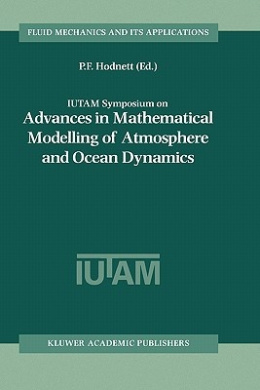 FLUID MECHANICS AND ITS APPLICATIONS
P.F. Hodnett (Ed.)
IUTAM Symposium on
Advances in Mathematical
Modelling of Atmosphere
and Ocean Dynamics
IUTAM
KLUWER ACADEMIC PUBLISHERS